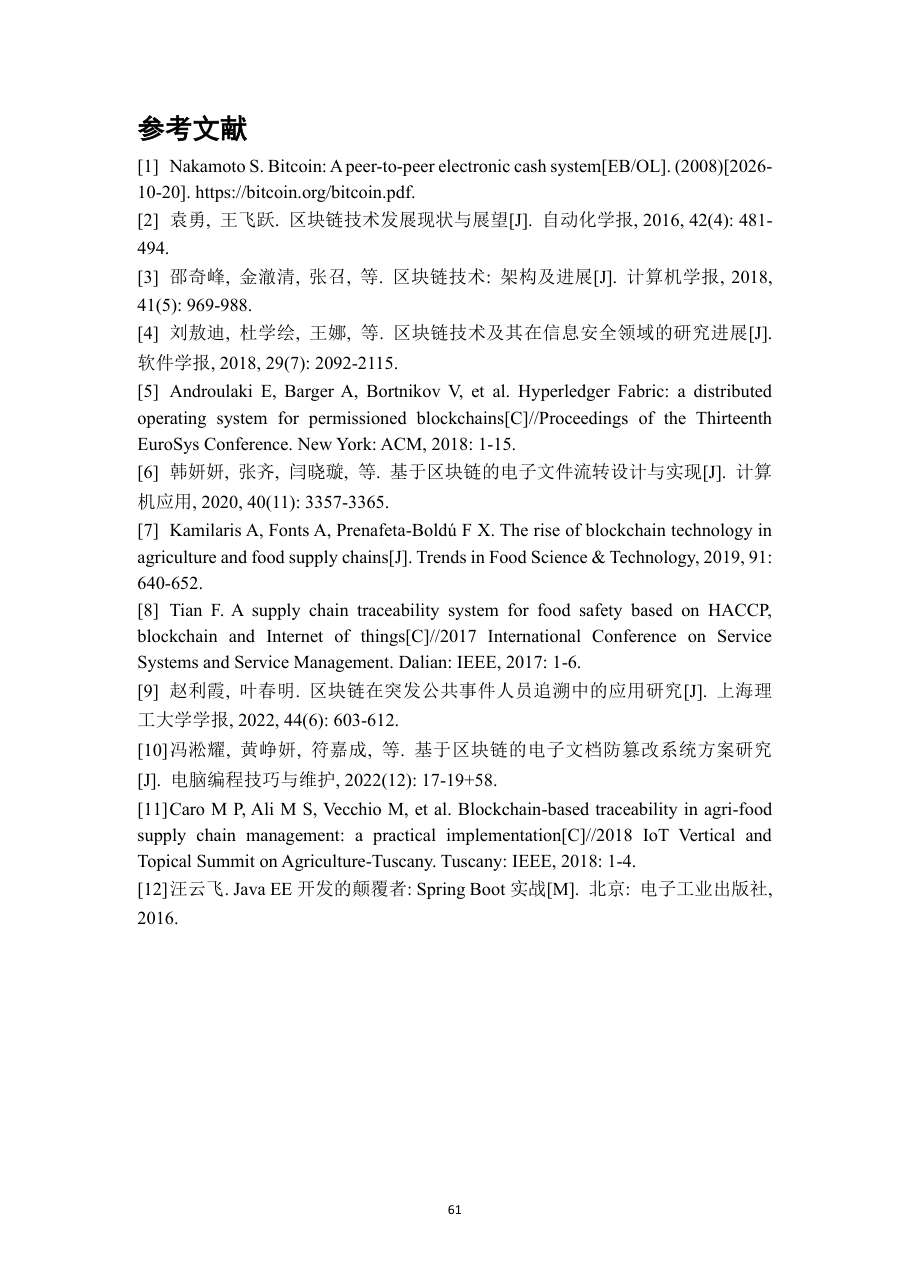 参考文献
[1] Nakamoto S. Bitcoin: A peer-to-peer electronic cash system[EB/OL]. (2008)[2026-
10-20]. https://bitcoin.org/bitcoin.pdf.
[2] 袁勇, 王飞跃. 区块链技术发展现状与展望[J]. 自动化学报, 2016, 42(4): 481-
494.
[3] 邵奇峰, 金澈清, 张召, 等. 区块链技术: 架构及进展[J]. 计算机学报, 2018,
41(5): 969-988.
[4] 刘敖迪, 杜学绘, 王娜, 等. 区块链技术及其在信息安全领域的研究进展[J].
软件学报, 2018, 29(7): 2092-2115.
[5] Androulaki E, Barger A, Bortnikov V, et al. Hyperledger Fabric: a distributed
operating system for permissioned blockchains[C]//Proceedings of the Thirteenth
EuroSys Conference. New York: ACM, 2018: 1-15.
[6] 韩妍妍, 张齐, 闫晓璇, 等. 基于区块链的电子文件流转设计与实现[J]. 计算
机应用, 2020, 40(11): 3357-3365.
[7] Kamilaris A, Fonts A, Prenafeta-Boldú F X. The rise of blockchain technology in
agriculture and food supply chains[J]. Trends in Food Science & Technology, 2019, 91:
640-652.
[8] Tian F. A supply chain traceability system for food safety based on HACCP,
blockchain and Internet of things[C]//2017 International Conference on Service
Systems and Service Management. Dalian: IEEE, 2017: 1-6.
[9] 赵利霞, 叶春明. 区块链在突发公共事件人员追溯中的应用研究[J]. 上海理
工大学学报, 2022, 44(6): 603-612.
[10]冯淞耀, 黄峥妍, 符嘉成, 等. 基于区块链的电子文档防篡改系统方案研究
[J]. 电脑编程技巧与维护, 2022(12): 17-19+58.
[11]Caro M P, Ali M S, Vecchio M, et al. Blockchain-based traceability in agri-food
supply chain management: a practical implementation[C]//2018 IoT Vertical and
Topical Summit on Agriculture-Tuscany. Tuscany: IEEE, 2018: 1-4.
[12]汪云飞. Java EE 开发的颠覆者: Spring Boot 实战[M]. 北京: 电子工业出版社,
2016.
61